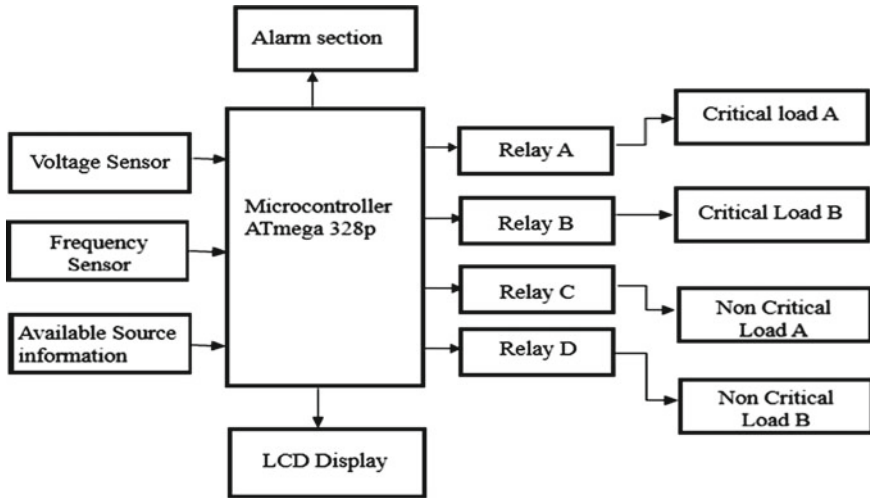 Alarm section
Voltage Sensor
Frequency
Sensor
Available Source
information
Microcontroller
ATmega 328p
LCD Display
Relay A
Relay B
Relay C
Relay D
Critical load A
Critical Load B
Non Critical
Load A
Non Critical
Load B